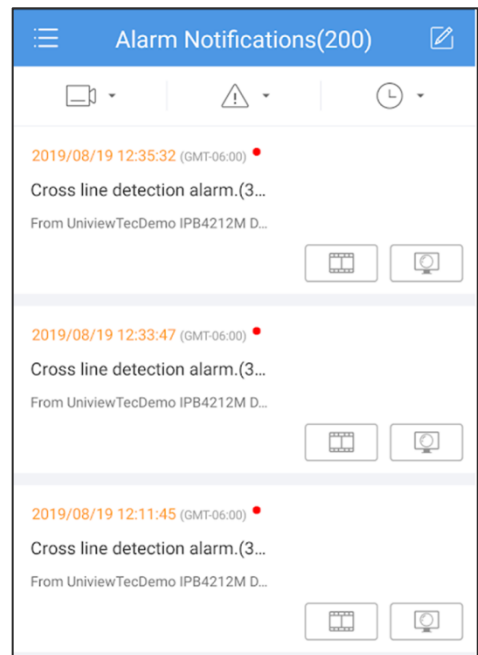 Alarm Notifications(200)
2019/08/19 12:35:32 (GMT-06:00)
Cross line detection alarm.(3...
From UniviewTecDemo IPB4212M D...
2019/08/19 12:33:47 (GMT-06:00)
Cross line detection alarm.(3...
From UniviewTecDemo IPB4212M D...
2019/08/19 12:11:45 (GMT-06:00)
Cross line detection alarm.(3...
From UniviewTecDemo IPB4212M D...